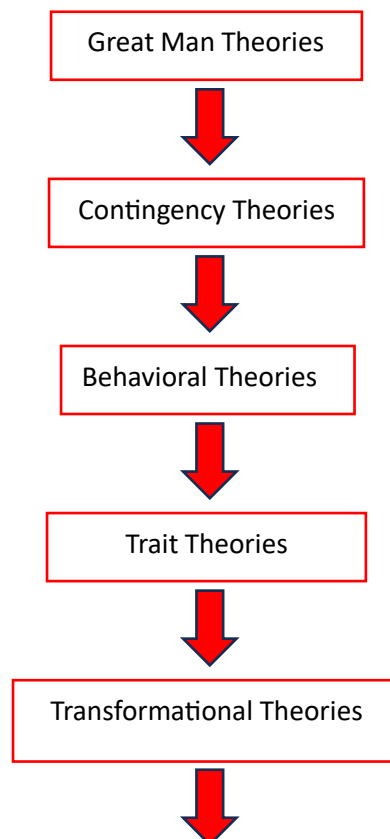 Great Man Theories
Contingency Theories
Behavioral Theories
Trait Theories
Transformational Theories